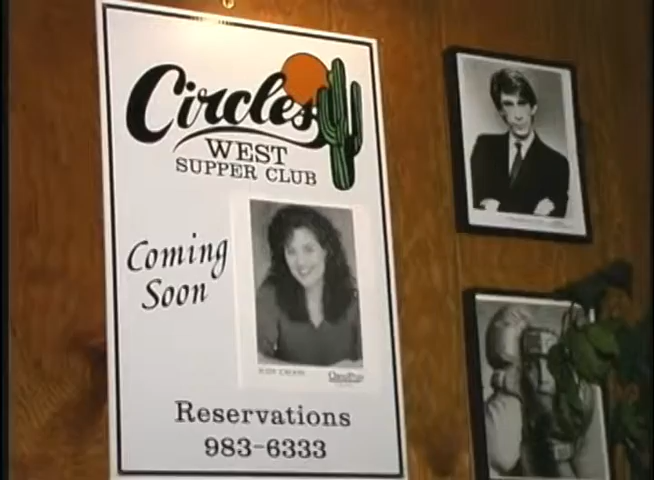 Circles
WEST
SUPPER CLUB
Coming
Soon
Reservations
983-6333